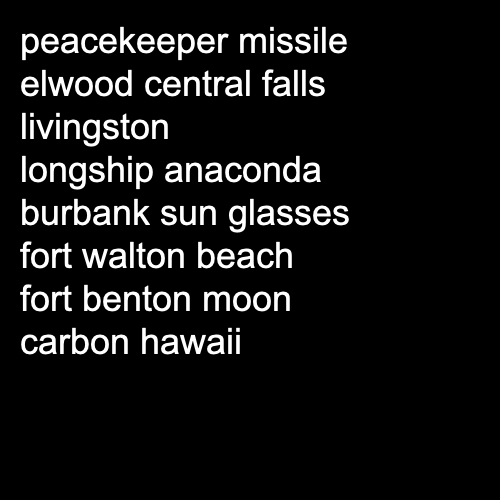 peacekeeper missile
elwood central falls
livingston
longship anaconda
burbank sun glasses
fort walton beach
fort benton moon
carbon hawaii